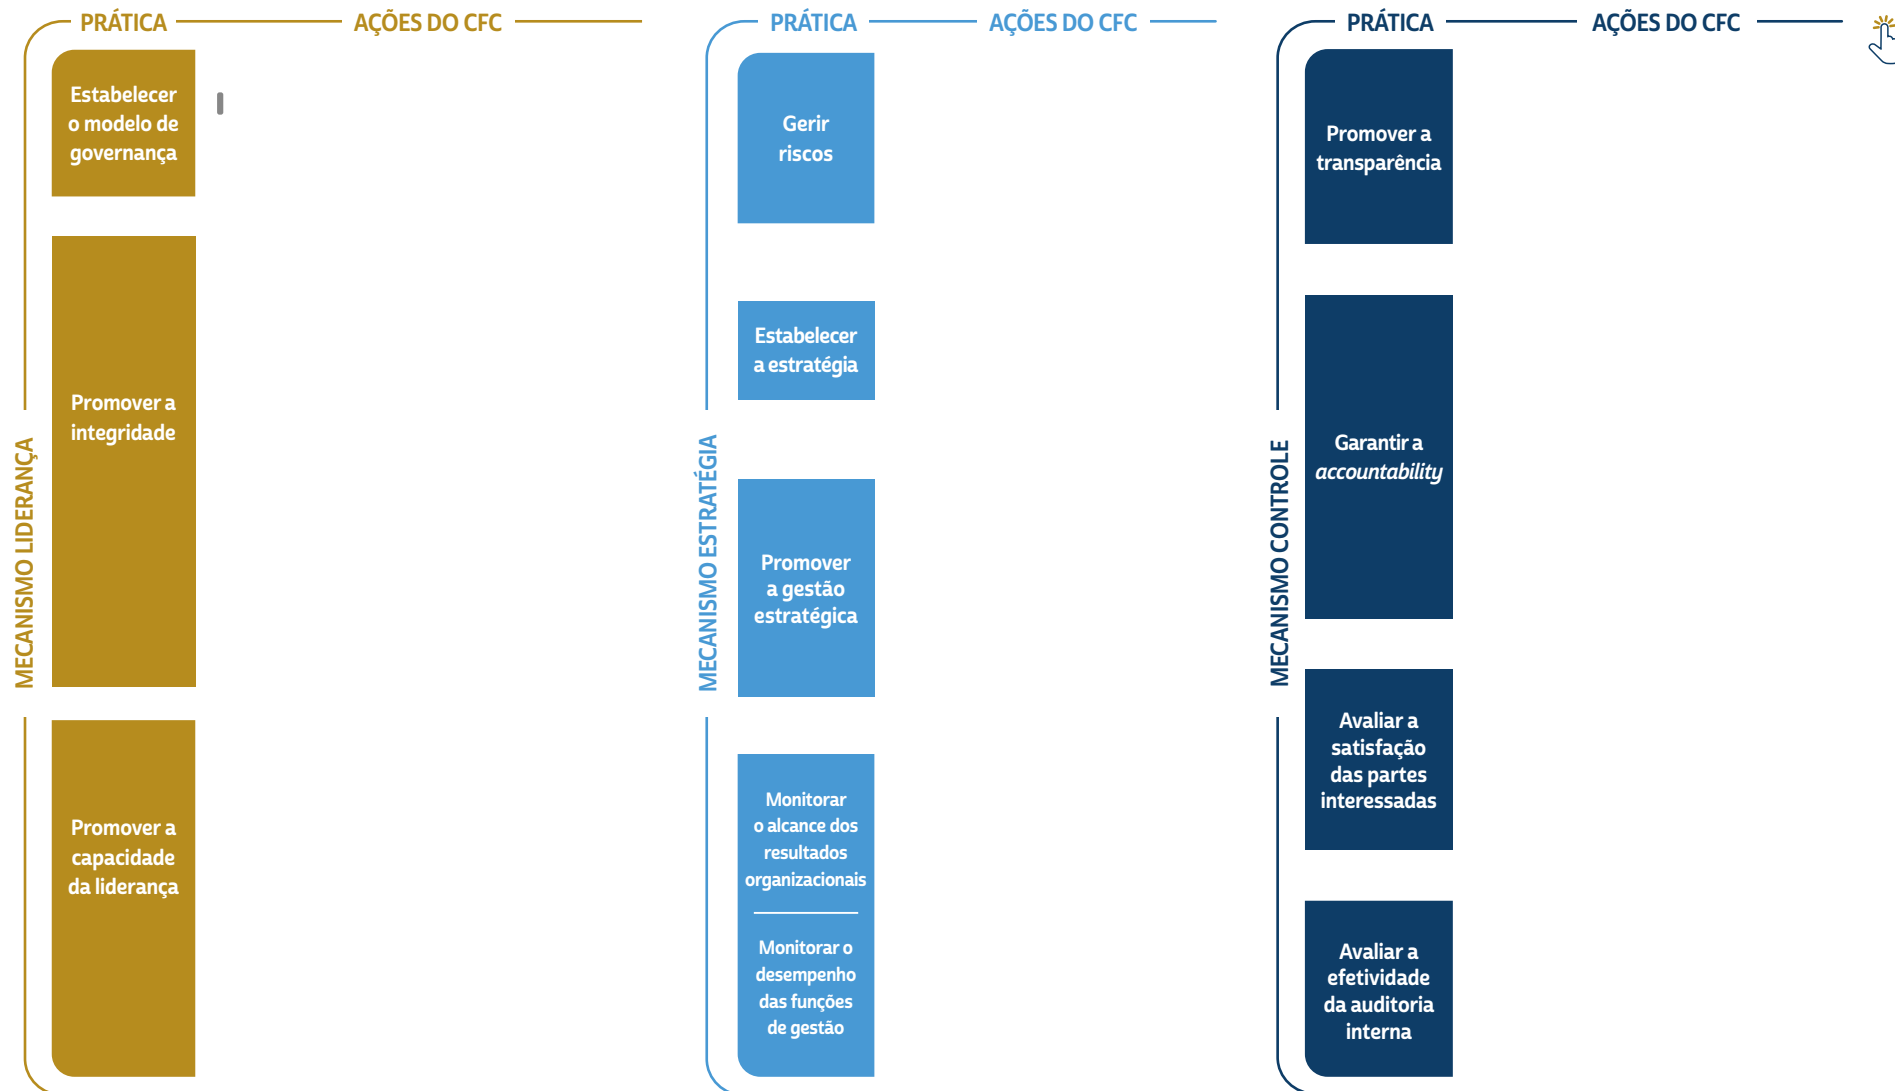 PRÁTICA
AÇÕES DO CFC
MECANISMO LIDERANÇA
Estabelecer
o modelo de
governança
Promover a
integridade
Promover a
capacidade
da liderança
PRÁTICA
AÇÕES DO CFC
MECANISMO ESTRATÉGIA
Gerir
riscos
Estabelecer
a estratégia
Promover
a gestão
estratégica
Monitorar
o alcance dos
resultados
organizacionais
Monitorar o
desempenho
das funções
de gestão
PRÁTICA
AÇÕES DO CFC
MECANISMO CONTROLE
Promover a
transparência
Garantir a
accountability
Avaliar a
satisfação
das partes
interessadas
Avaliar a
efetividade
da auditoria
interna